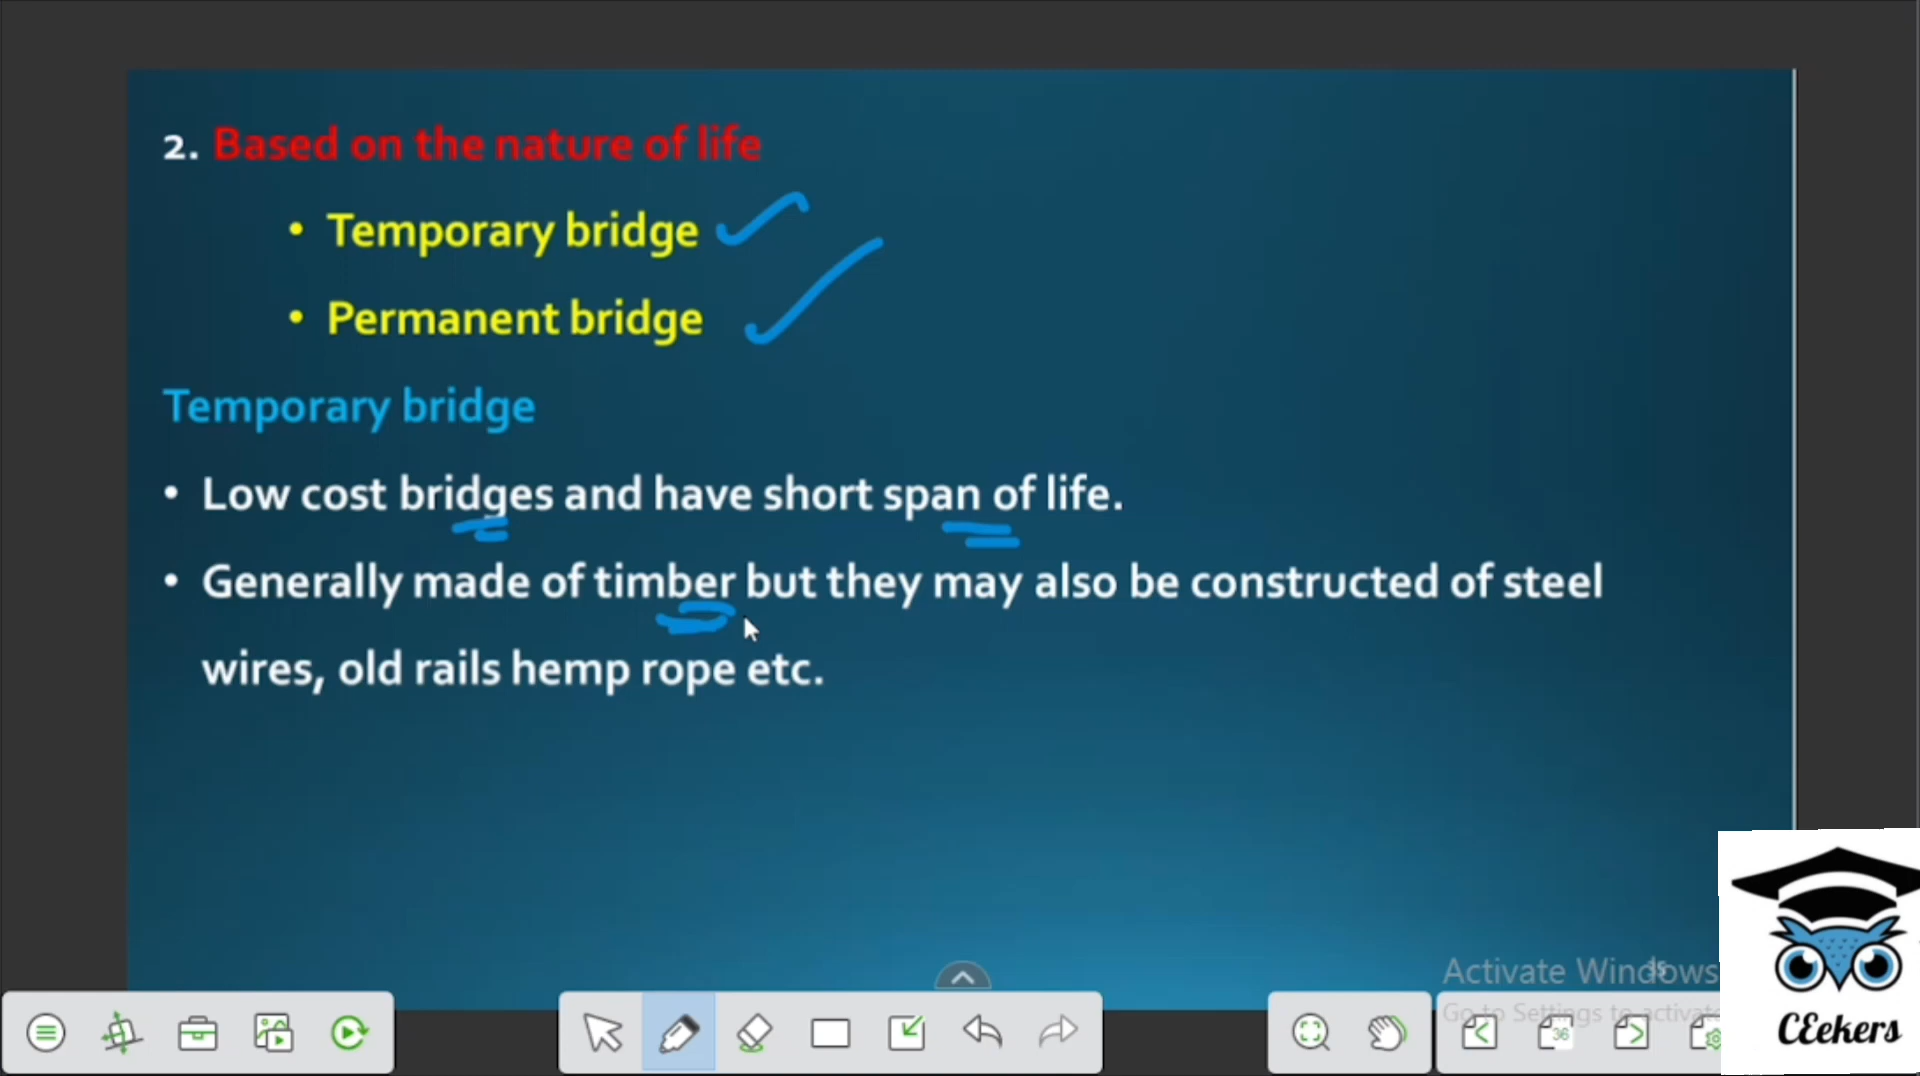 2. Based on the nature of life
• Temporary bridge
• Permanent bridge
Temporary bridge
• Low cost bridges and have short span of life.
• Generally made of timber but they may also be constructed of steel
wires, old rails hemp rope etc.
Activate Windows
35
Go to Settings to activate
36
CEekers